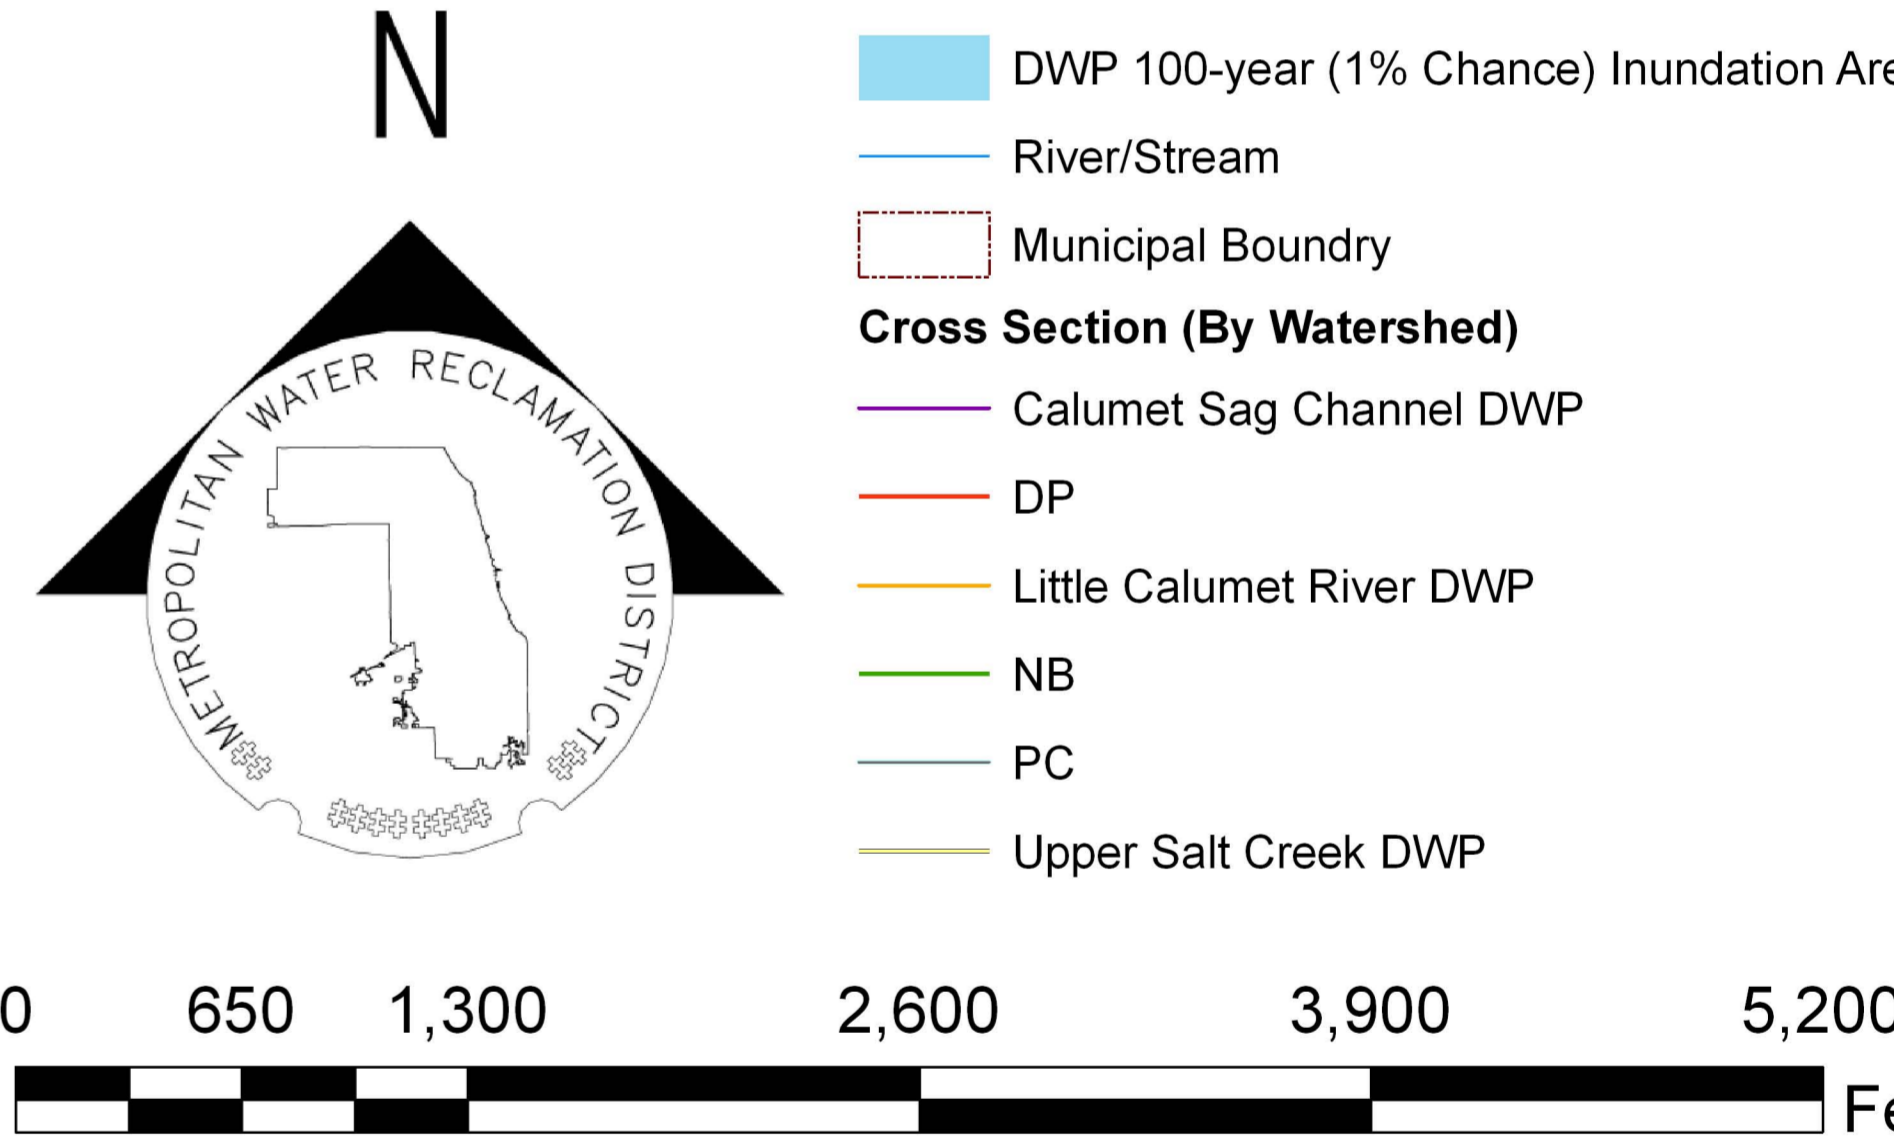 N
METROPOLITAN WATER RECLAMATION DISTRICT
DWP 100-year (1% Chance) Inundation Are
River/Stream
Municipal Boundry
Cross Section (By Watershed)
Calumet Sag Channel DWP
DP
Little Calumet River DWP
NB
PC
Upper Salt Creek DWP
0 650 1,300 2,600 3,900 5,200
Fe